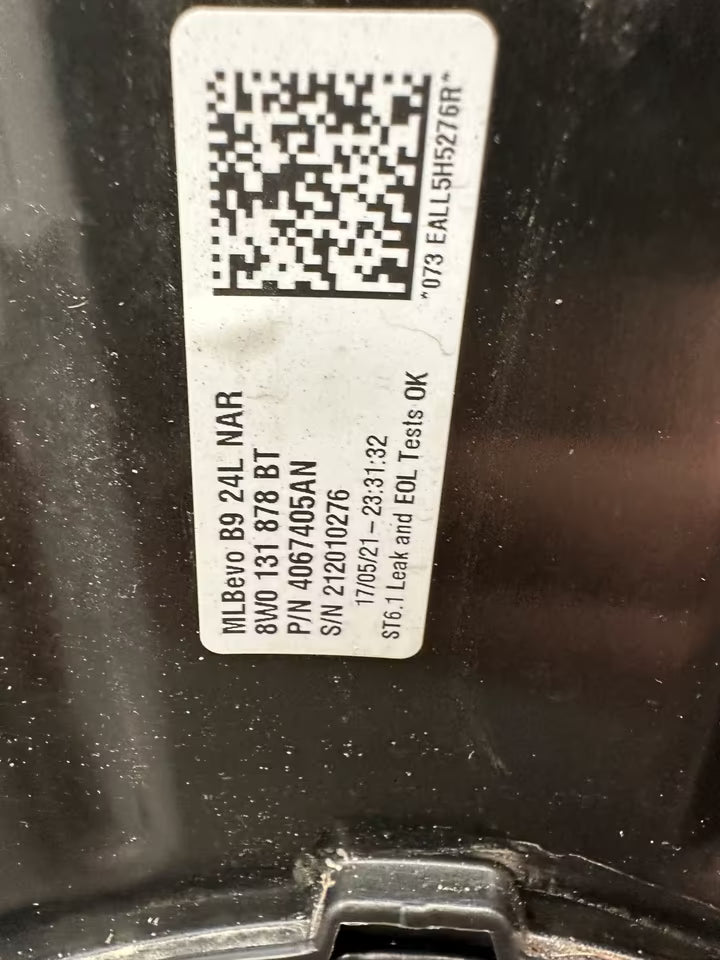 MLBevo B9 24L NAR
8W0 131 878 BT
P/N 4067405AN
S/N 212010276
17/05/21 - 23:31:32
ST6.1 Leak and EOL Tests OK
*073 EALL5H5276R*